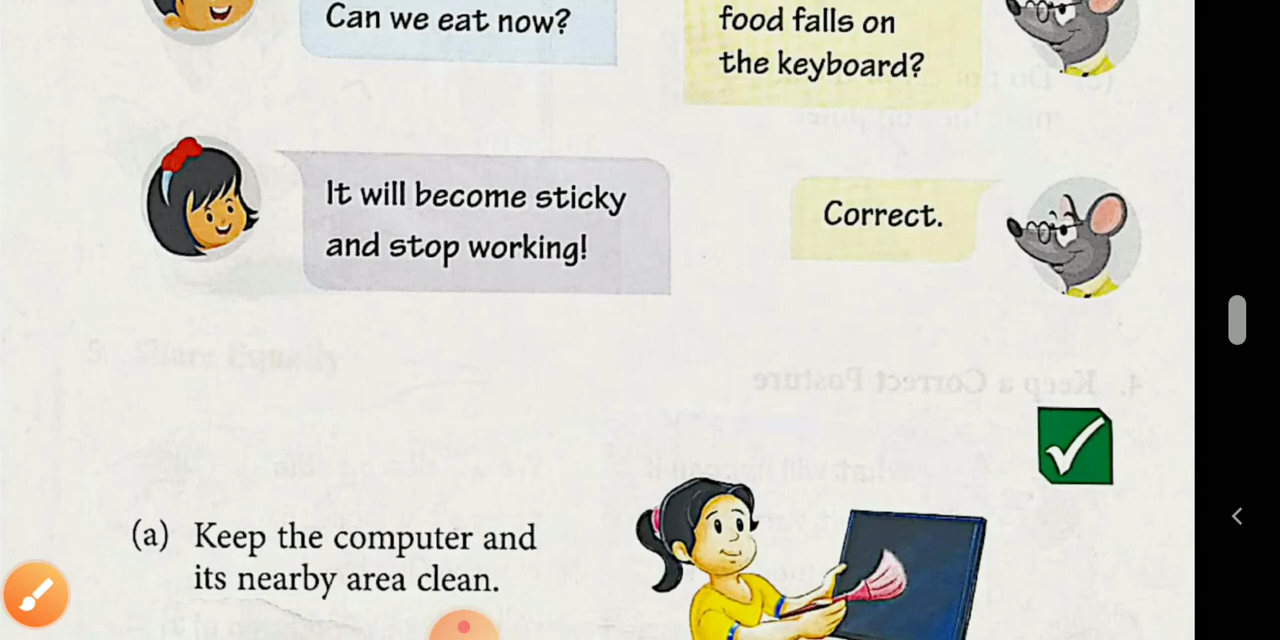 Can we eat now?
food falls on
the keyboard?
It will become sticky
and stop working!
Correct.
(a) Keep the computer and
its nearby area clean.